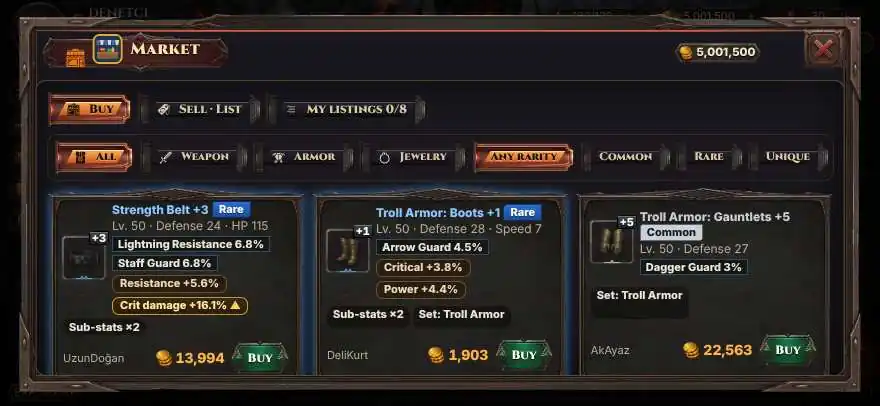 DENETCI
MARKET
5,001,500
BUY
SELL · LIST
MY LISTINGS 0/8
ALL
WEAPON
ARMOR
JEWELRY
ANY RARITY
COMMON
RARE
UNIQUE
+3
Strength Belt +3 Rare
Lv. 50 · Defense 24 · HP 115
Lightning Resistance 6.8%
Staff Guard 6.8%
Resistance +5.6%
Crit damage +16.1% ▲
Sub-stats ×2
UzunDoğan
13,994
BUY
+1
Troll Armor: Boots +1 Rare
Lv. 50 · Defense 28 · Speed 7
Arrow Guard 4.5%
Critical +3.8%
Power +4.4%
Sub-stats ×2
Set: Troll Armor
DeliKurt
1,903
BUY
+5
Troll Armor: Gauntlets +5
Common
Lv. 50 · Defense 27
Dagger Guard 3%
Set: Troll Armor
AkAyaz
22,563
BUY